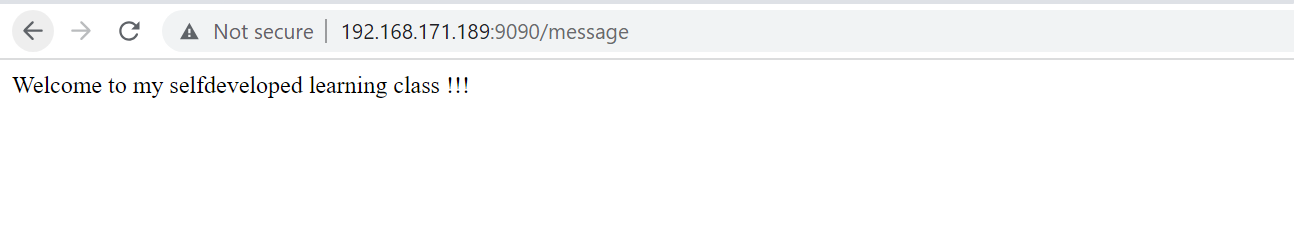 Not secure | 192.168.171.189:9090/message
Welcome to my selfdeveloped learning class !!!